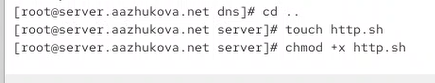 [root@server.aazhukova.net dns]# cd ..
[root@server.aazhukova.net server]# touch http.sh
[root@server.aazhukova.net server]# chmod +x http.sh